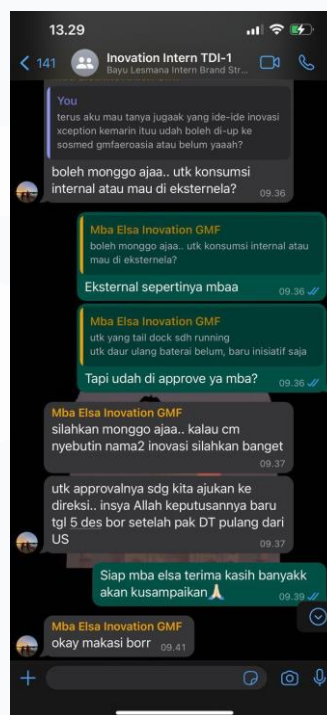 13.29
141
Inovation Intern TDI-1
Bayu Lesmana Intern Brand Str...
You
terus aku mau tanya jugaak yang ide-ide inovasi
xception kemarin ituu udah boleh di-up ke
sosmed gmfaeroasia atau belum yaaah?
boleh monggo ajaa.. utk konsumsi
internal atau mau di eksternela?
09.36
Mba Elsa Inovation GMF
boleh monggo ajaa.. utk konsumsi internal atau
mau di eksternela?
Eksternal sepertinya mbaa
09.36
Mba Elsa Inovation GMF
utk yang tail dock sdh running
utk daur ulang baterai belum, baru inisiatif saja
Tapi udah di approve ya mba?
09.36
Mba Elsa Inovation GMF
silahkan monggo ajaa.. kalau cm
nyebutin nama2 inovasi silahkan banget
09.37
utk approvalnya sdg kita ajukan ke
direksi.. insya Allah keputusannya baru
tgl 5 des bor setelah pak DT pulang dari
US
09.37
Siap mba elsa terima kasih banyakk
akan kusampaikan🙏🏻
09.39
Mba Elsa Inovation GMF
okay makasi borr
09.41